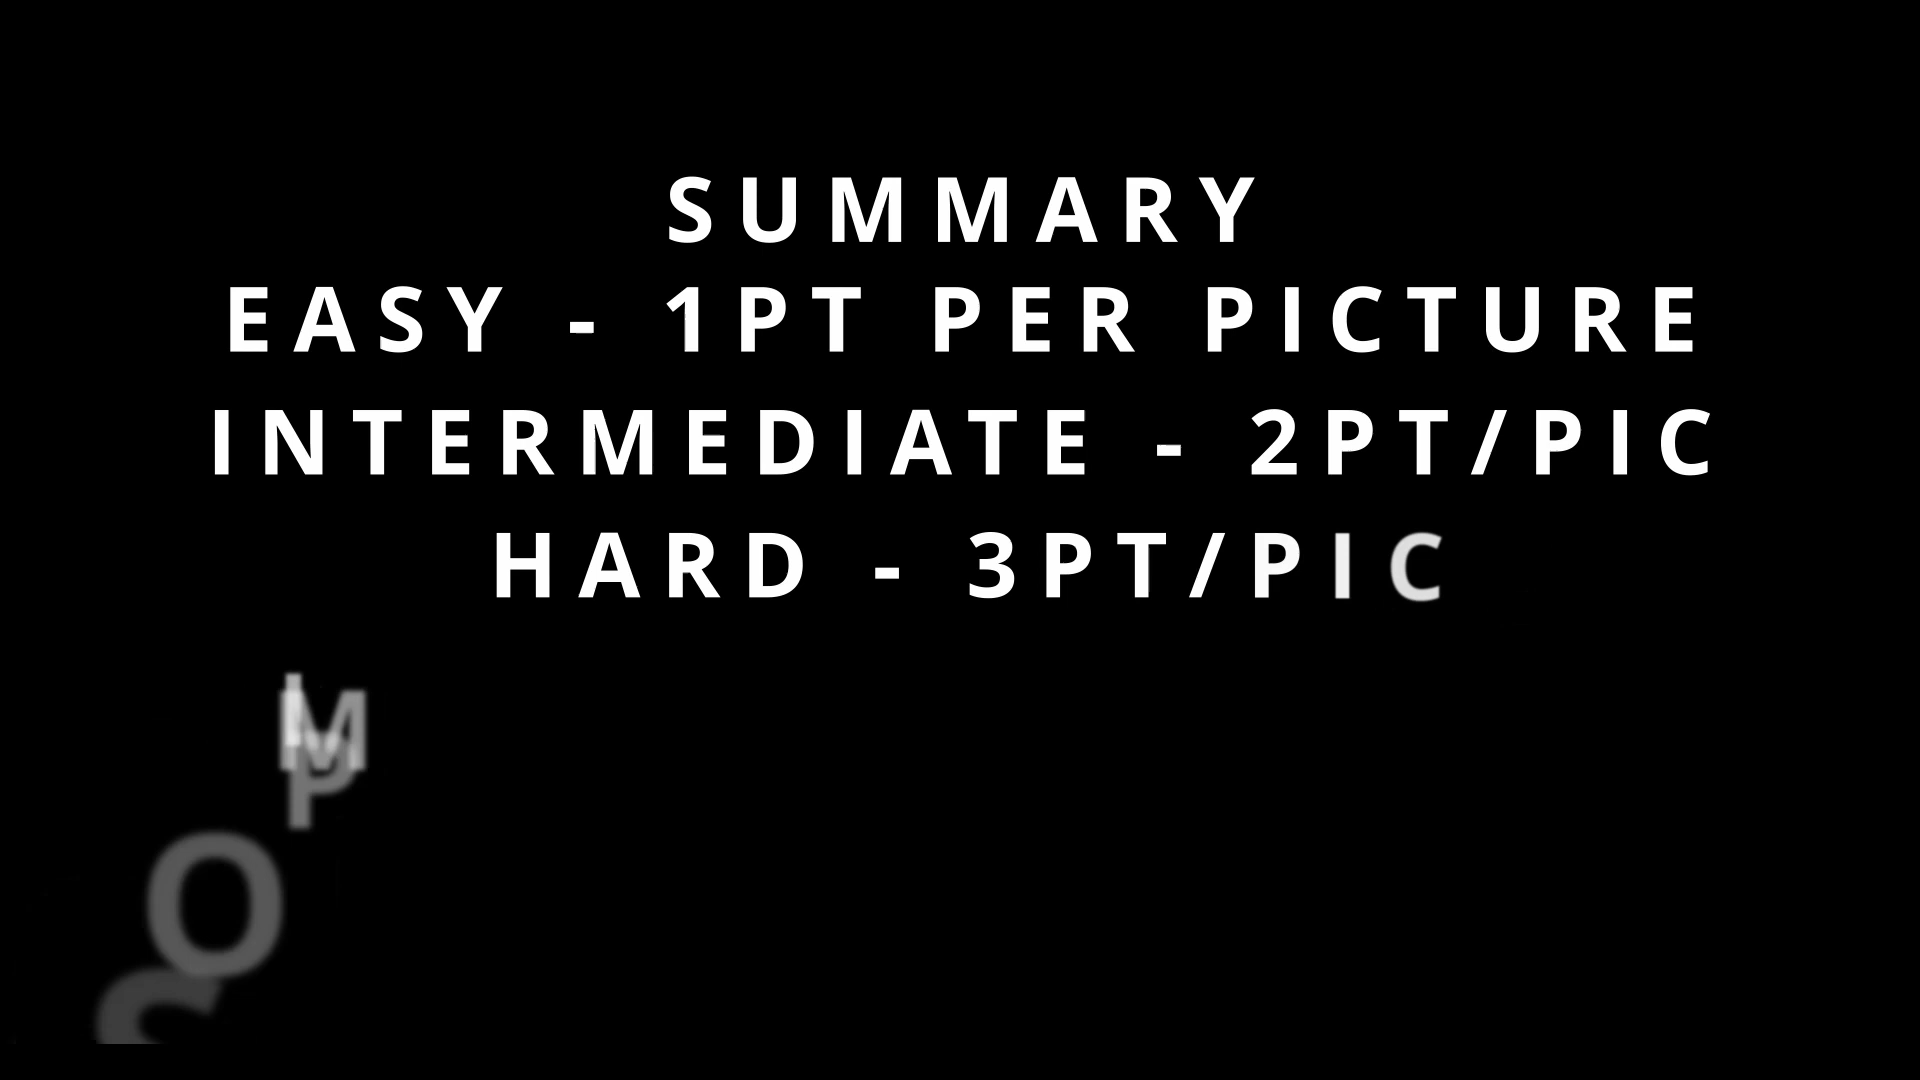 SUMMARY
EASY - 1PT PER PICTURE
INTERMEDIATE - 2PT/PIC
HARD - 3PT/PIC